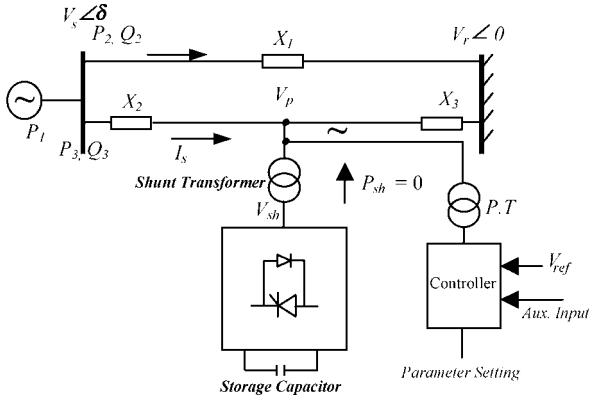 V_s∠δ
P_2, Q_2
X_1
V_r∠0
~
P_1
X_2
V_p
X_3
~
P_3, Q_3
I_s
Shunt Transformer
P_sh = 0
V_sh
P.T
Controller
V_ref
Aux. Input
Parameter Setting
Storage Capacitor